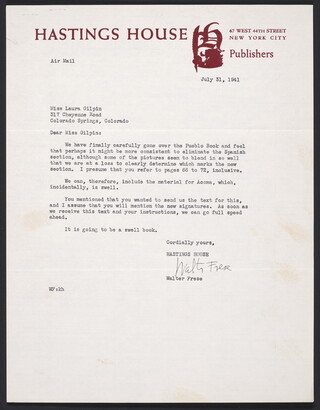 HASTINGS HOUSE
67 WEST 44TH STREET
NEW YORK CITY
Publishers
Air Mail
July 31, 1941
Miss Laura Gilpin
317 Cheyenne Road
Colorado Springs, Colorado
Dear Miss Gilpin:
We have finally carefully gone over the Pueblo Book and feel
that perhaps it might be more consistent to eliminate the Spanish
section, although some of the pictures seem to blend in so well
that we are at a loss to clearly determine which marks the new
section. I presume that you refer to pages 65 to 72, inclusive.
We can, therefore, include the material for Acoma, which,
incidentally, is swell.
You mentioned that you wanted to send us the text for this,
and I assume that you will mention the new signatures. As soon as
we receive this text and your instructions, we can go full speed
ahead.
It is going to be a swell book.
Cordially yours,
HASTINGS HOUSE
Walter Frese
Walter Frese
WF:kh